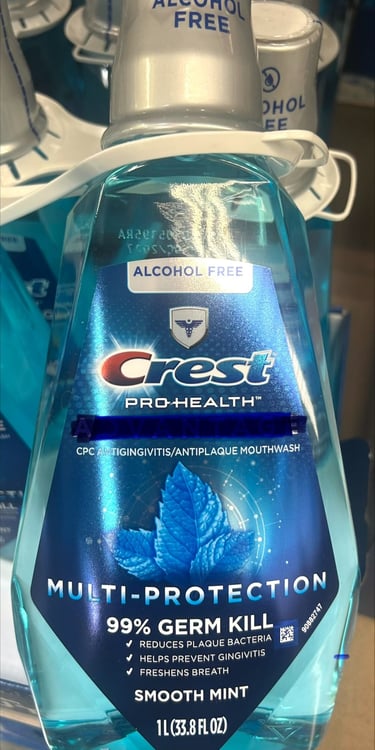 ALCOHOL
FREE
OHOL
EE
ALCOHOL FREE
Crest
PRO-HEALTH™
CPC ANTIGINGIVITIS/ANTIPLAQUE MOUTHWASH
MULTI-PROTECTION
99% GERM KILL
✓ REDUCES PLAQUE BACTERIA
✓ HELPS PREVENT GINGIVITIS
✓ FRESHENS BREATH
90882747
SMOOTH MINT
1 L (33.8 FL OZ)